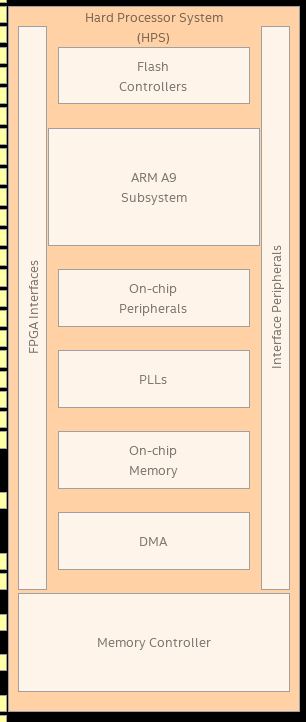 Hard Processor System
(HPS)
Flash
Controllers
ARM A9
Subsystem
FPGA Interfaces
Interface Peripherals
On-chip
Peripherals
PLLs
On-chip
Memory
DMA
Memory Controller